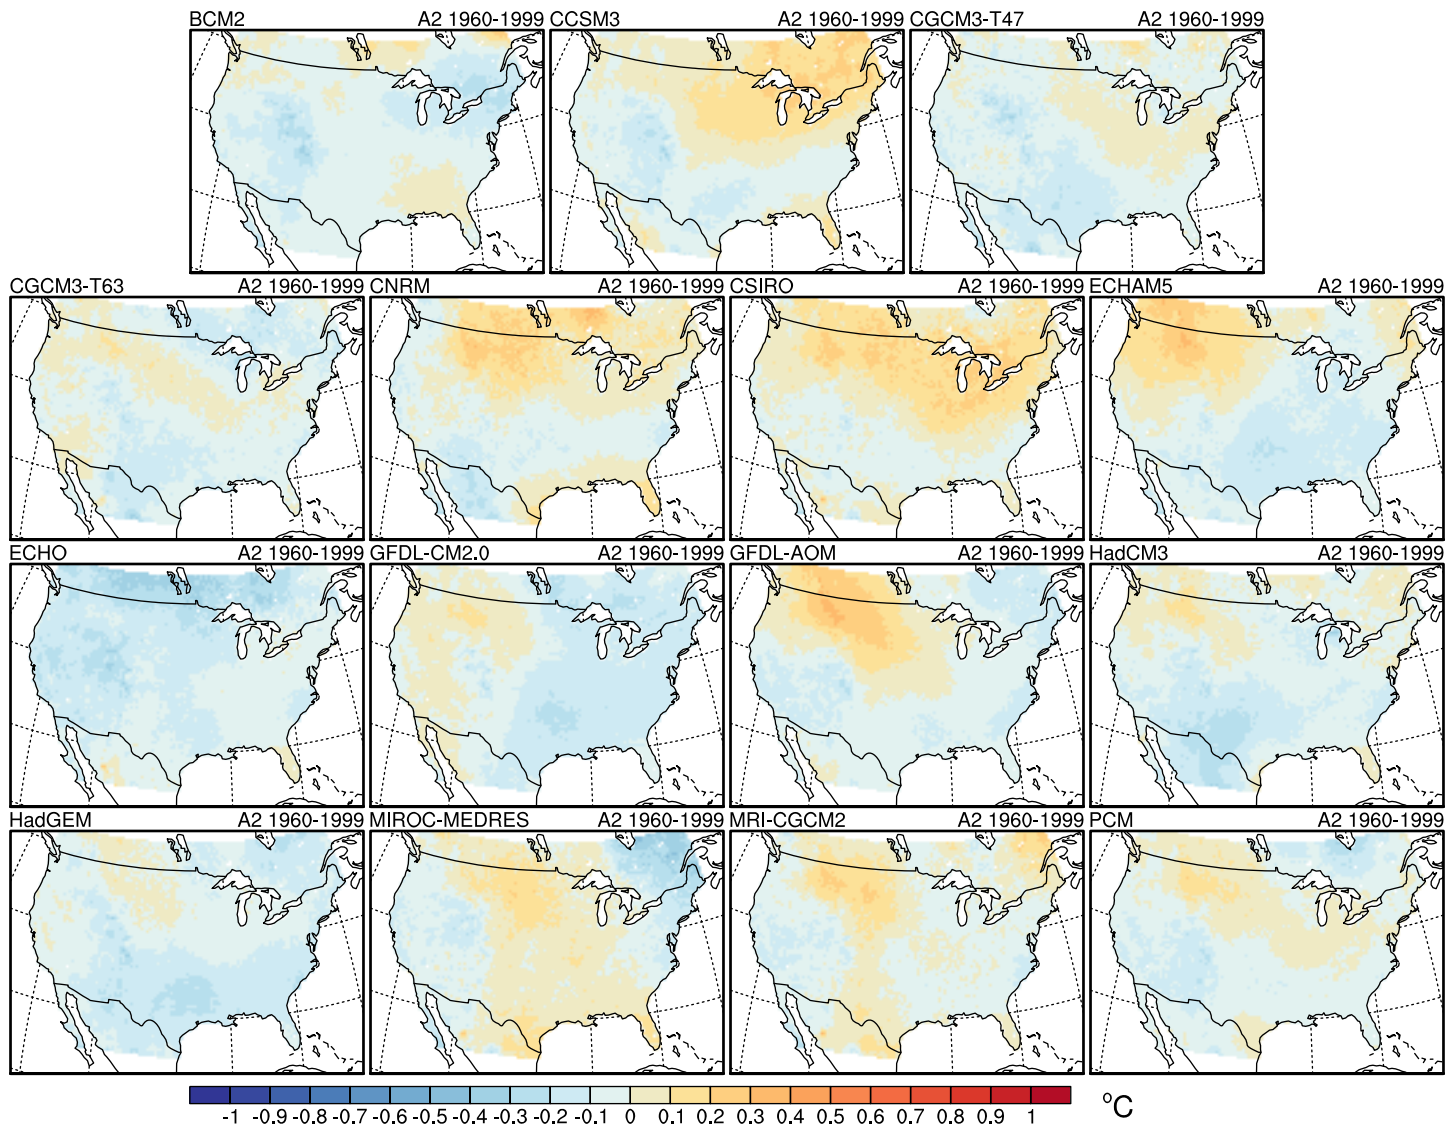 BCM2 A2 1960-1999 CCSM3 A2 1960-1999 CGCM3-T47 A2 1960-1999
CGCM3-T63 A2 1960-1999 CNRM A2 1960-1999 CSIRO A2 1960-1999 ECHAM5 A2 1960-1999
ECHO A2 1960-1999 GFDL-CM2.0 A2 1960-1999 GFDL-AOM A2 1960-1999 HadCM3 A2 1960-1999
HadGEM A2 1960-1999 MIROC-MEDRES A2 1960-1999 MRI-CGCM2 A2 1960-1999 PCM A2 1960-1999
-1 -0.9 -0.8 -0.7 -0.6 -0.5 -0.4 -0.3 -0.2 -0.1 0 0.1 0.2 0.3 0.4 0.5 0.6 0.7 0.8 0.9 1 °C